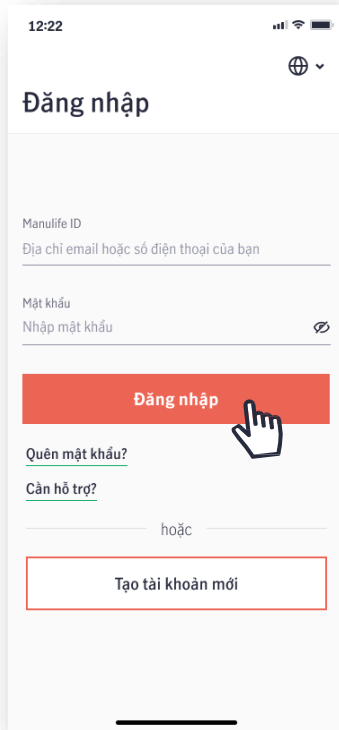 12:22
Đăng nhập
Manulife ID
Địa chỉ email hoặc số điện thoại của bạn
Mật khẩu
Nhập mật khẩu
Đăng nhập
Quên mật khẩu?
Cần hỗ trợ?
hoặc
Tạo tài khoản mới